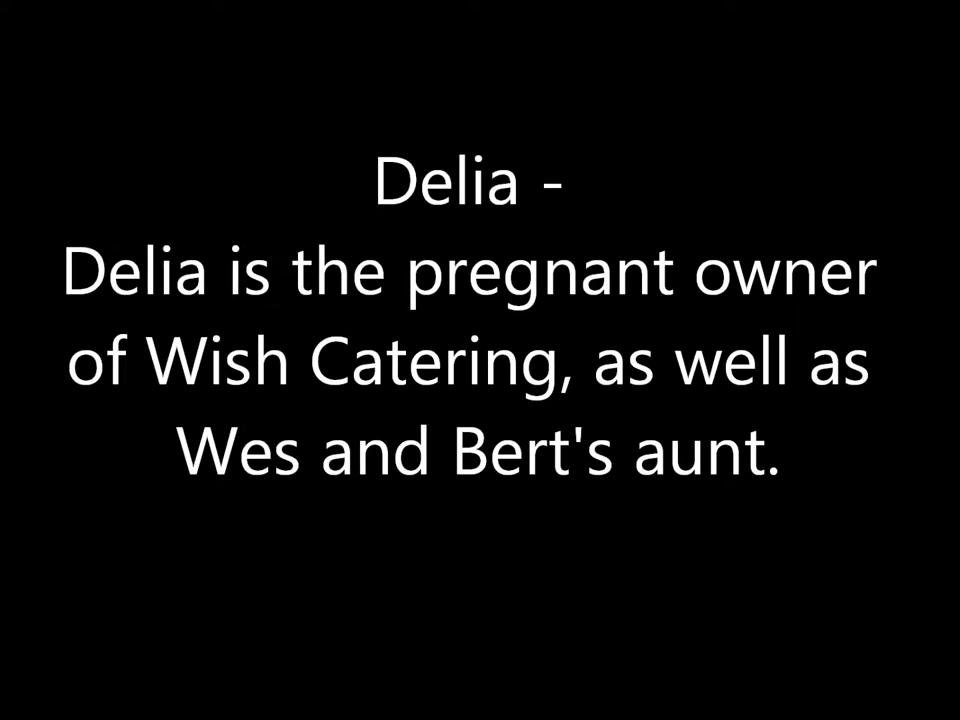 Delia -
Delia is the pregnant owner
of Wish Catering, as well as
Wes and Bert's aunt.